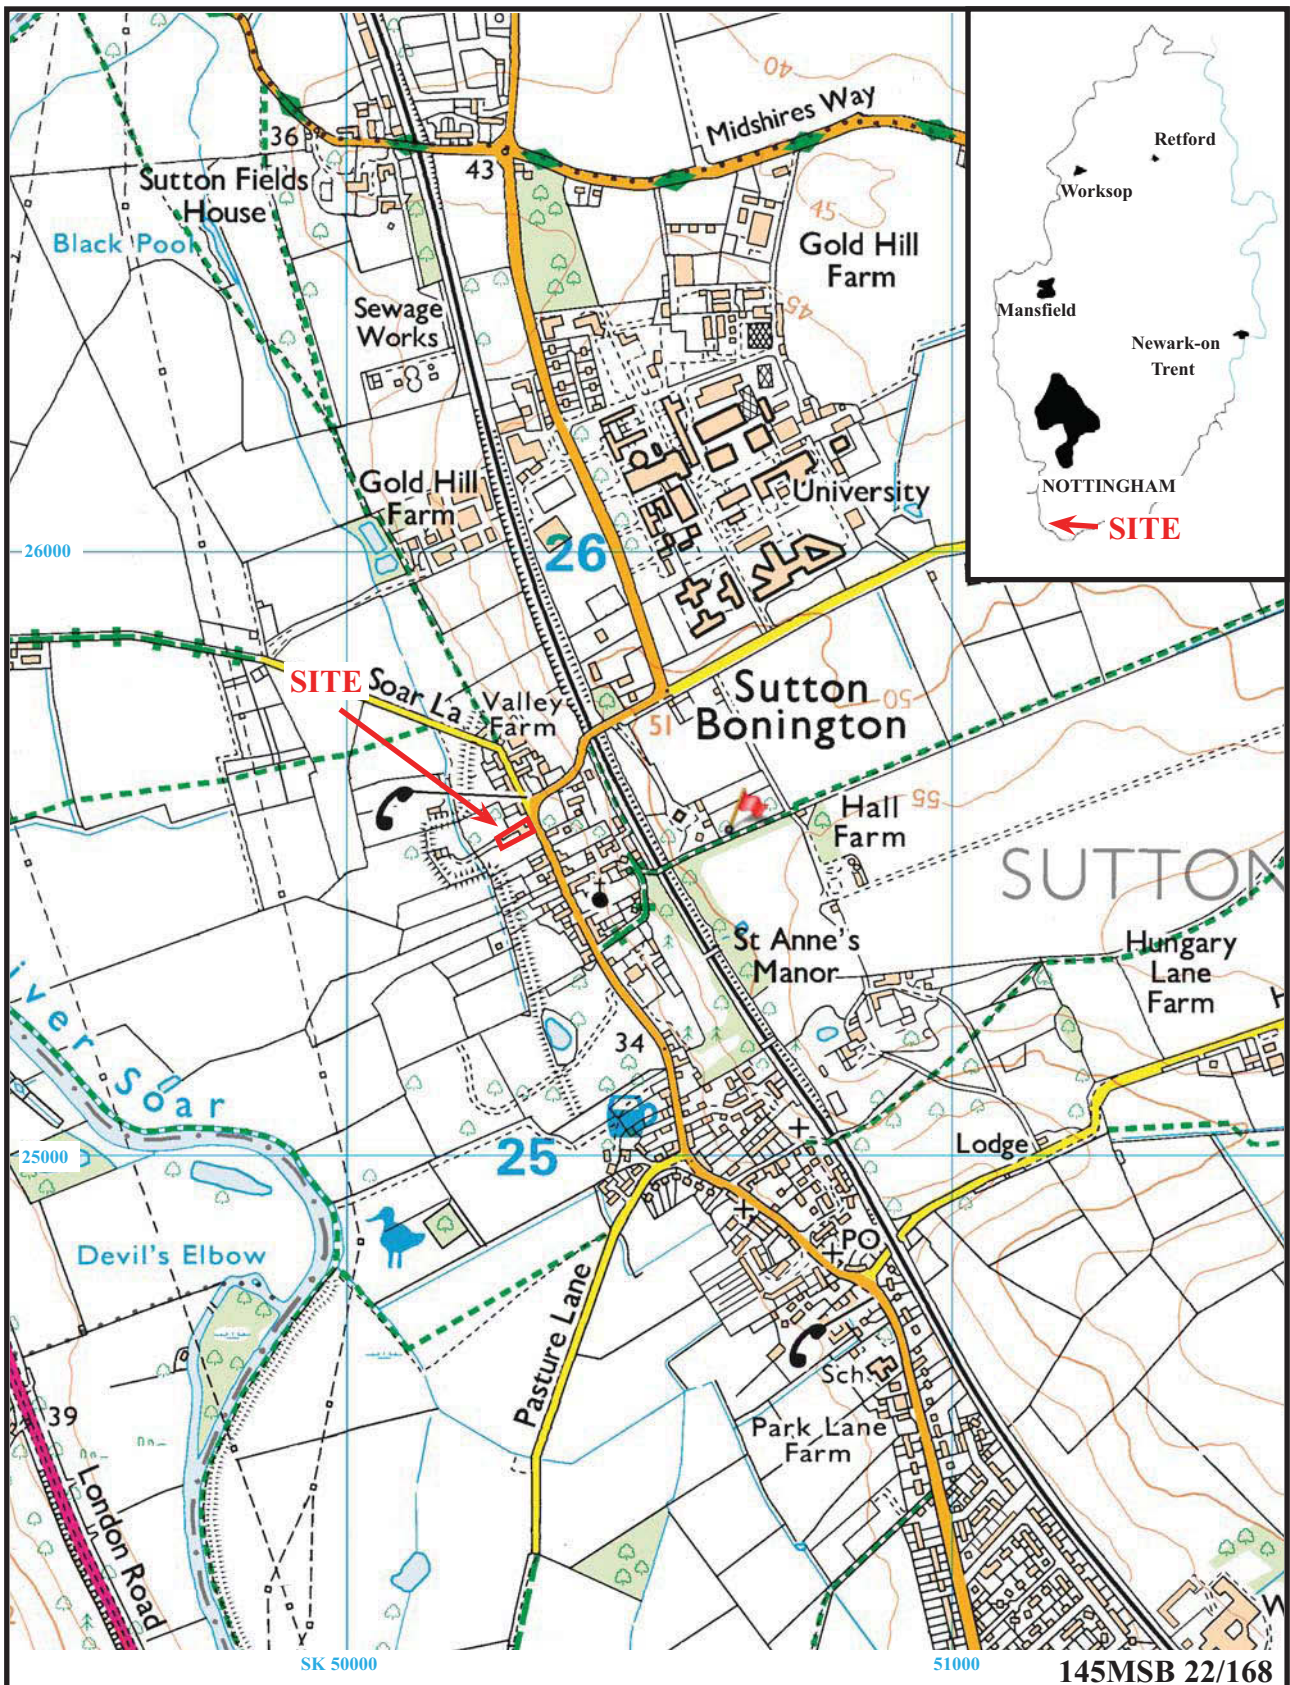 40
Midshires Way
36
43
Sutton Fields
House
Black Pool
45
Gold Hill
Farm
45
Sewage
Works
Gold Hill
Farm
University
26000
26
SITE
Soar La
Valley
Farm
51
Sutton
Bonington
50
Hall
Farm
55
SUTTON
St Anne's
Manor
Hungary
Lane
Farm
H
iver Soar
34
25000
25
Lodge
PO
Devil's Elbow
Pasture Lane
Sch
39
London Road
Park Lane
Farm
W
SK 50000
51000
145MSB 22/168
Retford
Worksop
Mansfield
Newark-on
Trent
NOTTINGHAM
SITE